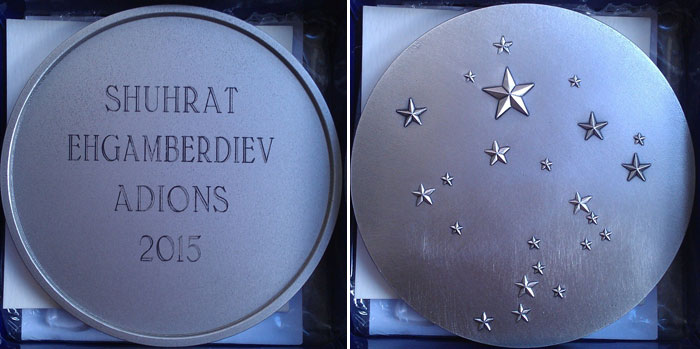 SHUHRAT
EHGAMBERDIEV
ADIONS
2015